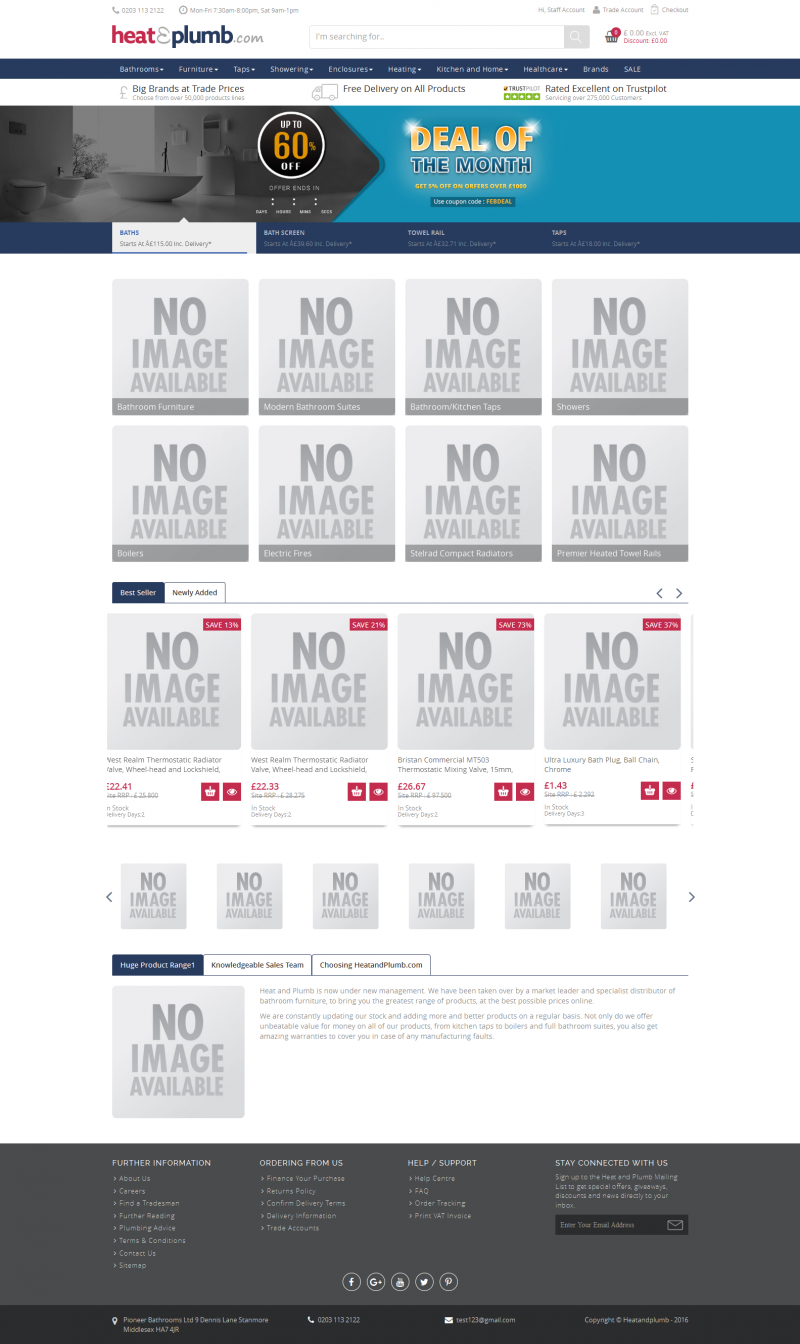 0203 113 2122
Mon-Fri 7:30am-8:00pm, Sat 9am-1pm
Hi, Staff Account
Trade Account
Checkout
heat&plumb.com
I'm searching for..
0
£ 0.00 Excl. VAT
Discount: £0.00
Bathrooms
Furniture
Taps
Showering
Enclosures
Heating
Kitchen and Home
Healthcare
Brands
SALE
£
Big Brands at Trade Prices
Choose from over 50,000 products lines
Free Delivery on All Products
TRUSTPILOT
Rated Excellent on Trustpilot
Servicing over 275,000 Customers
UP TO
60%
OFF
OFFER ENDS IN
: : :
DAYS HOURS MINS SECS
DEAL OF
THE MONTH
GET 5% OFF ON ORFERS OVER £1000
Use coupon code : FEBDEAL
BATHS
Starts At Â£115.00 Inc. Delivery*
BATH SCREEN
Starts At Â£39.60 Inc. Delivery*
TOWEL RAIL
Starts At Â£32.71 Inc. Delivery*
TAPS
Starts At Â£18.00 Inc. Delivery*
NO
IMAGE
AVAILABLE
Bathroom Furniture
NO
IMAGE
AVAILABLE
Modern Bathroom Suites
NO
IMAGE
AVAILABLE
Bathroom/Kitchen Taps
NO
IMAGE
AVAILABLE
Showers
NO
IMAGE
AVAILABLE
Boilers
NO
IMAGE
AVAILABLE
Electric Fires
NO
IMAGE
AVAILABLE
Stelrad Compact Radiators
NO
IMAGE
AVAILABLE
Premier Heated Towel Rails
Best Seller
Newly Added
SAVE 13%
NO
IMAGE
AVAILABLE
West Realm Thermostatic Radiator
Valve, Wheel-head and Lockshield,
£22.41
Site RRP : £ 25.800
In Stock
Delivery Days:2
SAVE 21%
NO
IMAGE
AVAILABLE
West Realm Thermostatic Radiator
Valve, Wheel-head and Lockshield,
£22.33
Site RRP : £ 28.275
In Stock
Delivery Days:2
SAVE 73%
NO
IMAGE
AVAILABLE
Bristan Commercial MT503
Thermostatic Mixing Valve, 15mm,
£26.67
Site RRP : £ 97.500
In Stock
Delivery Days:2
SAVE 37%
NO
IMAGE
AVAILABLE
Ultra Luxury Bath Plug, Ball Chain,
Chrome
£1.43
Site RRP : £ 2.292
In Stock
Delivery Days:3
NO
IMAGE
AVAILABLE
NO
IMAGE
AVAILABLE
NO
IMAGE
AVAILABLE
NO
IMAGE
AVAILABLE
NO
IMAGE
AVAILABLE
NO
IMAGE
AVAILABLE
Huge Product Range1
Knowledgeable Sales Team
Choosing HeatandPlumb.com
NO
IMAGE
AVAILABLE
Heat and Plumb is now under new management. We have been taken over by a market leader and specialist distributor of
bathroom furniture, to bring you the greatest range of products, at the best possible prices online.
We are constantly updating our stock and adding more and better products on a regular basis. Not only do we offer
unbeatable value for money on all of our products, from kitchen taps to boilers and full bathroom suites, you also get
amazing warranties to cover you in case of any manufacturing faults.
FURTHER INFORMATION
About Us
Careers
Find a Tradesman
Further Reading
Plumbing Advice
Terms & Conditions
Contact Us
Sitemap
ORDERING FROM US
Finance Your Purchase
Returns Policy
Confirm Delivery Terms
Delivery Information
Trade Accounts
HELP / SUPPORT
Help Centre
FAQ
Order Tracking
Print VAT Invoice
STAY CONNECTED WITH US
Sign up to the Heat and Plumb Mailing
List to get special offers, giveaways,
discounts and news directly to your
inbox.
Enter Your Email Address
Pioneer Bathrooms Ltd 9 Dennis Lane Stanmore
Middlesex HA7 4JR
0203 113 2122
test123@gmail.com
Copyright © Heatandplumb - 2016